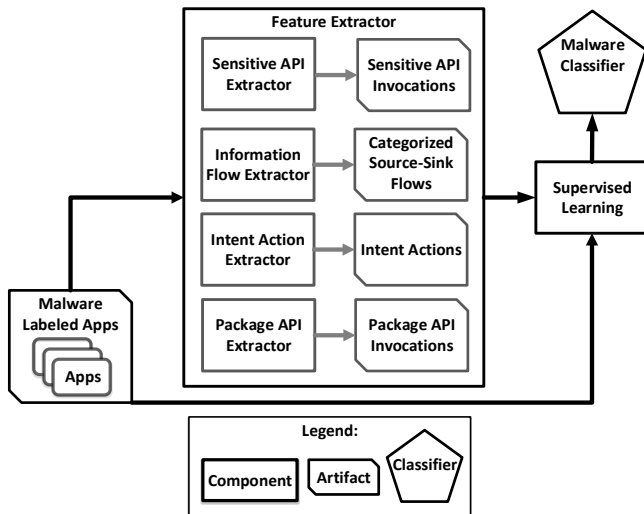 Feature Extractor
Sensitive API
Extractor
Sensitive API
Invocations
Information
Flow Extractor
Categorized
Source-Sink
Flows
Intent Action
Extractor
Intent Actions
Package API
Extractor
Package API
Invocations
Malware
Labeled Apps
Apps
Malware
Classifier
Supervised
Learning
Legend:
Component
Artifact
Classifier